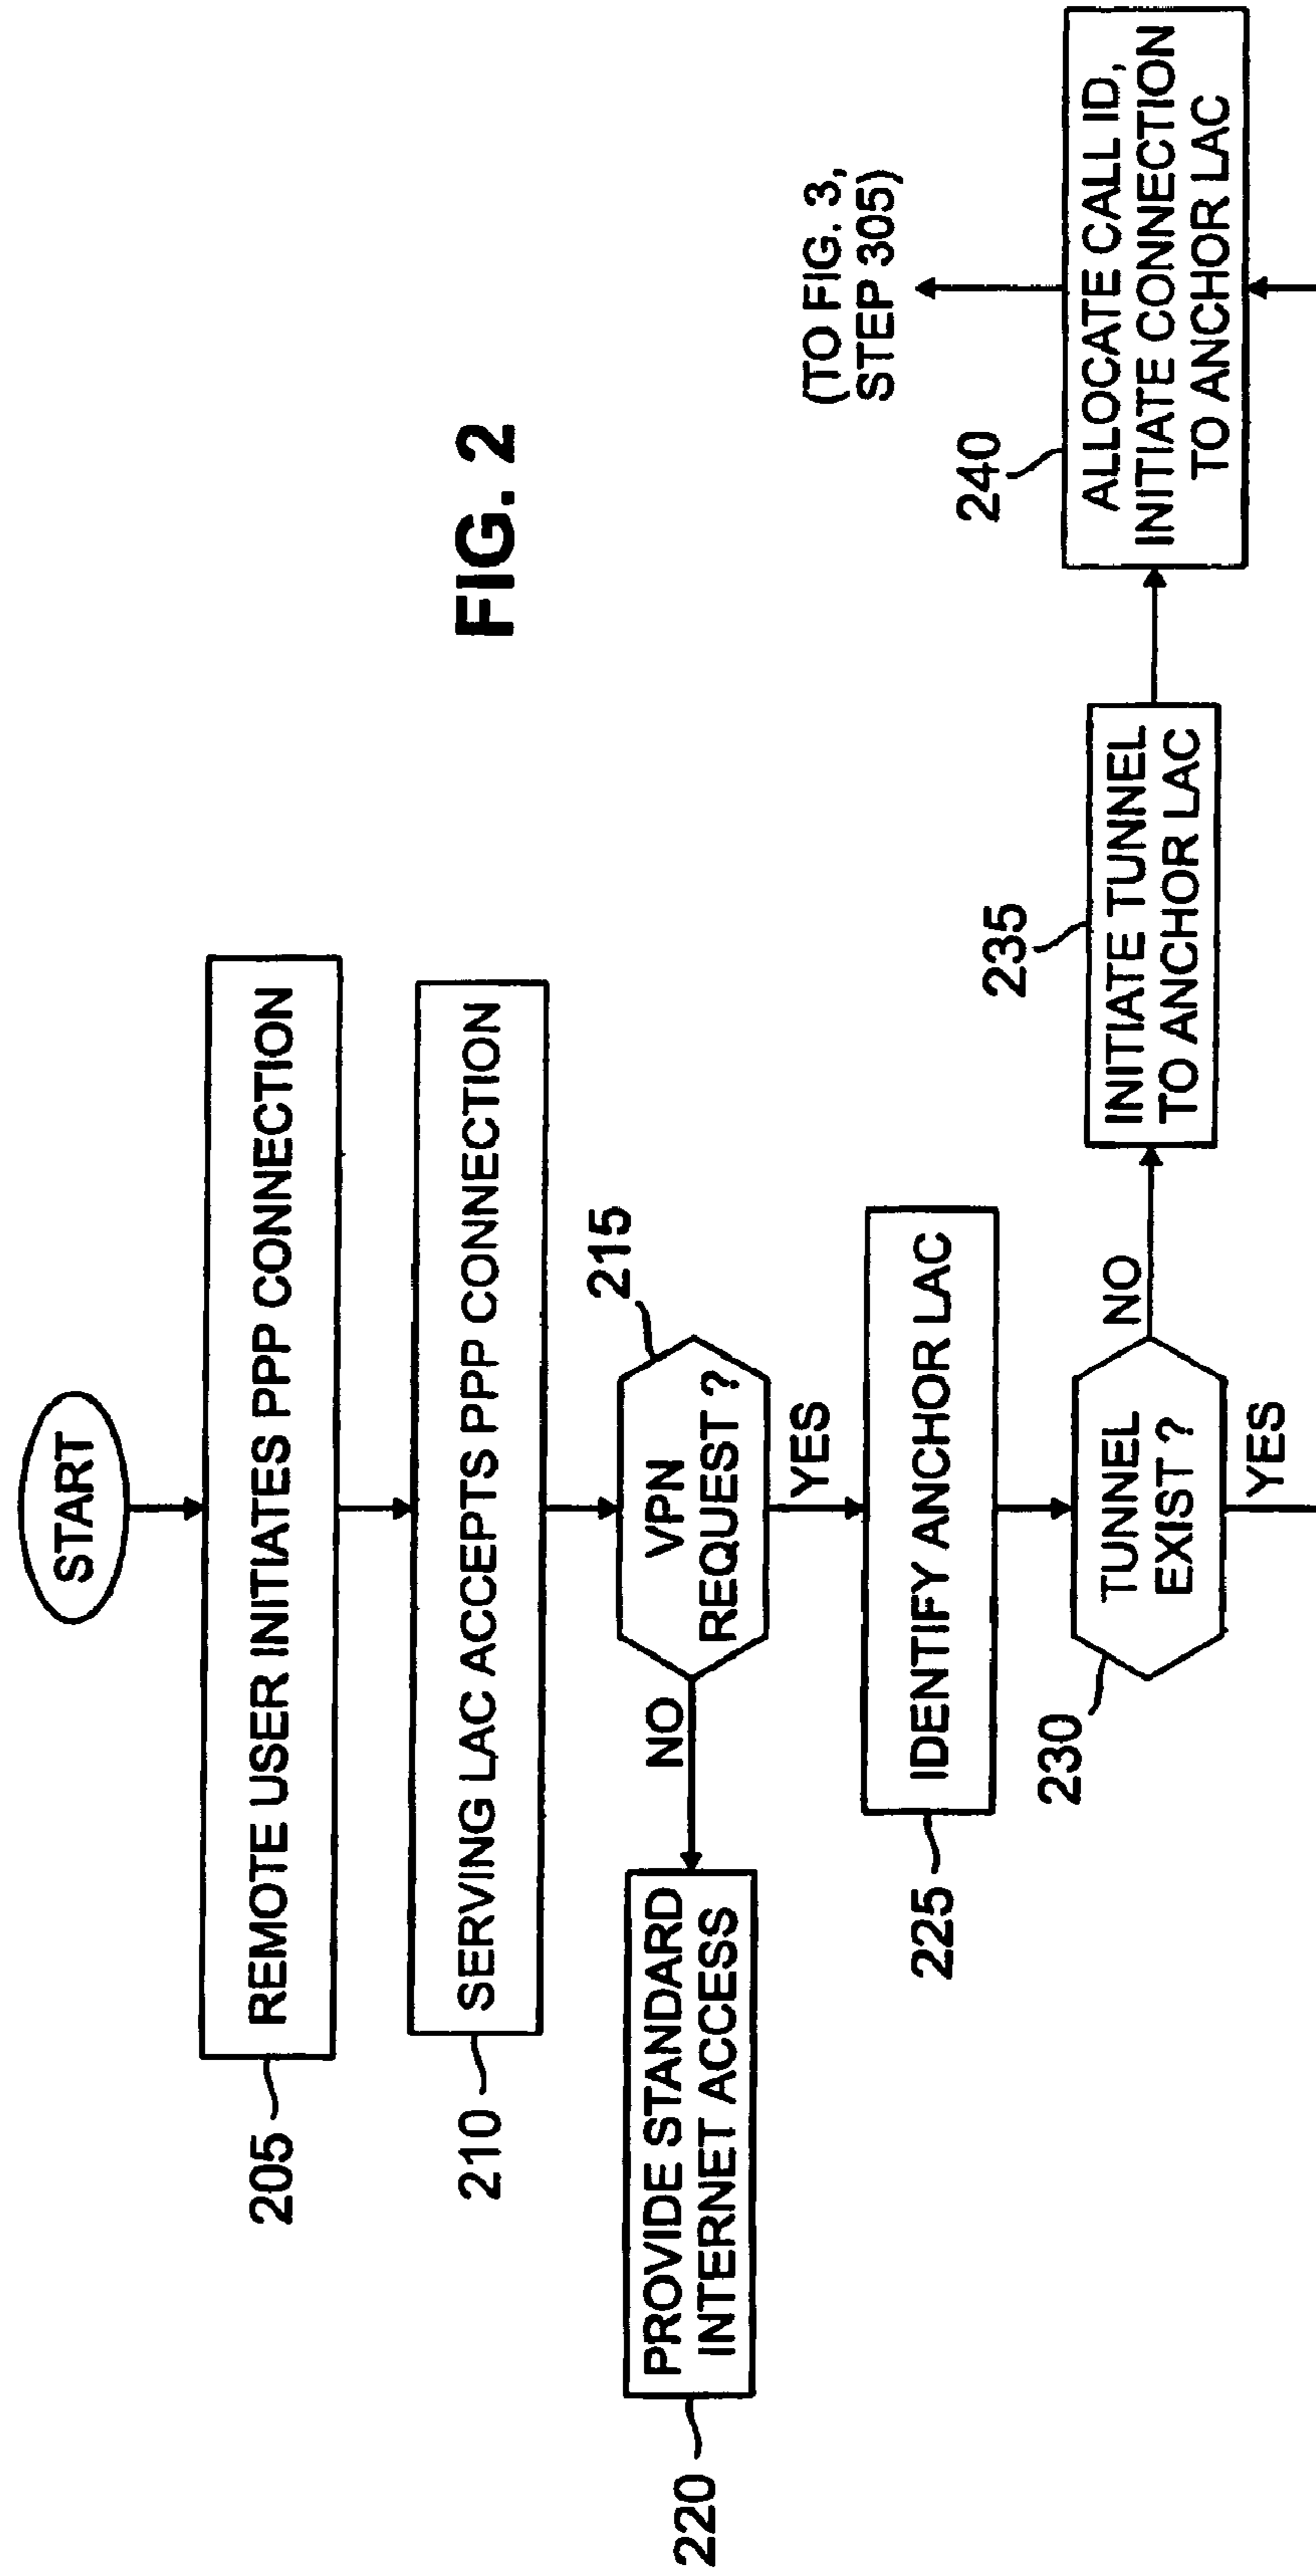 START
REMOTE USER INITIATES PPP CONNECTION
205
SERVING LAC ACCEPTS PPP CONNECTION
210
FIG. 2
VPN
REQUEST ?
215
NO
YES
PROVIDE STANDARD
INTERNET ACCESS
220
IDENTIFY ANCHOR LAC
225
TUNNEL
EXIST ?
230
NO
YES
INITIATE TUNNEL
TO ANCHOR LAC
235
ALLOCATE CALL ID,
INITIATE CONNECTION
TO ANCHOR LAC
240
(TO FIG. 3,
STEP 305)